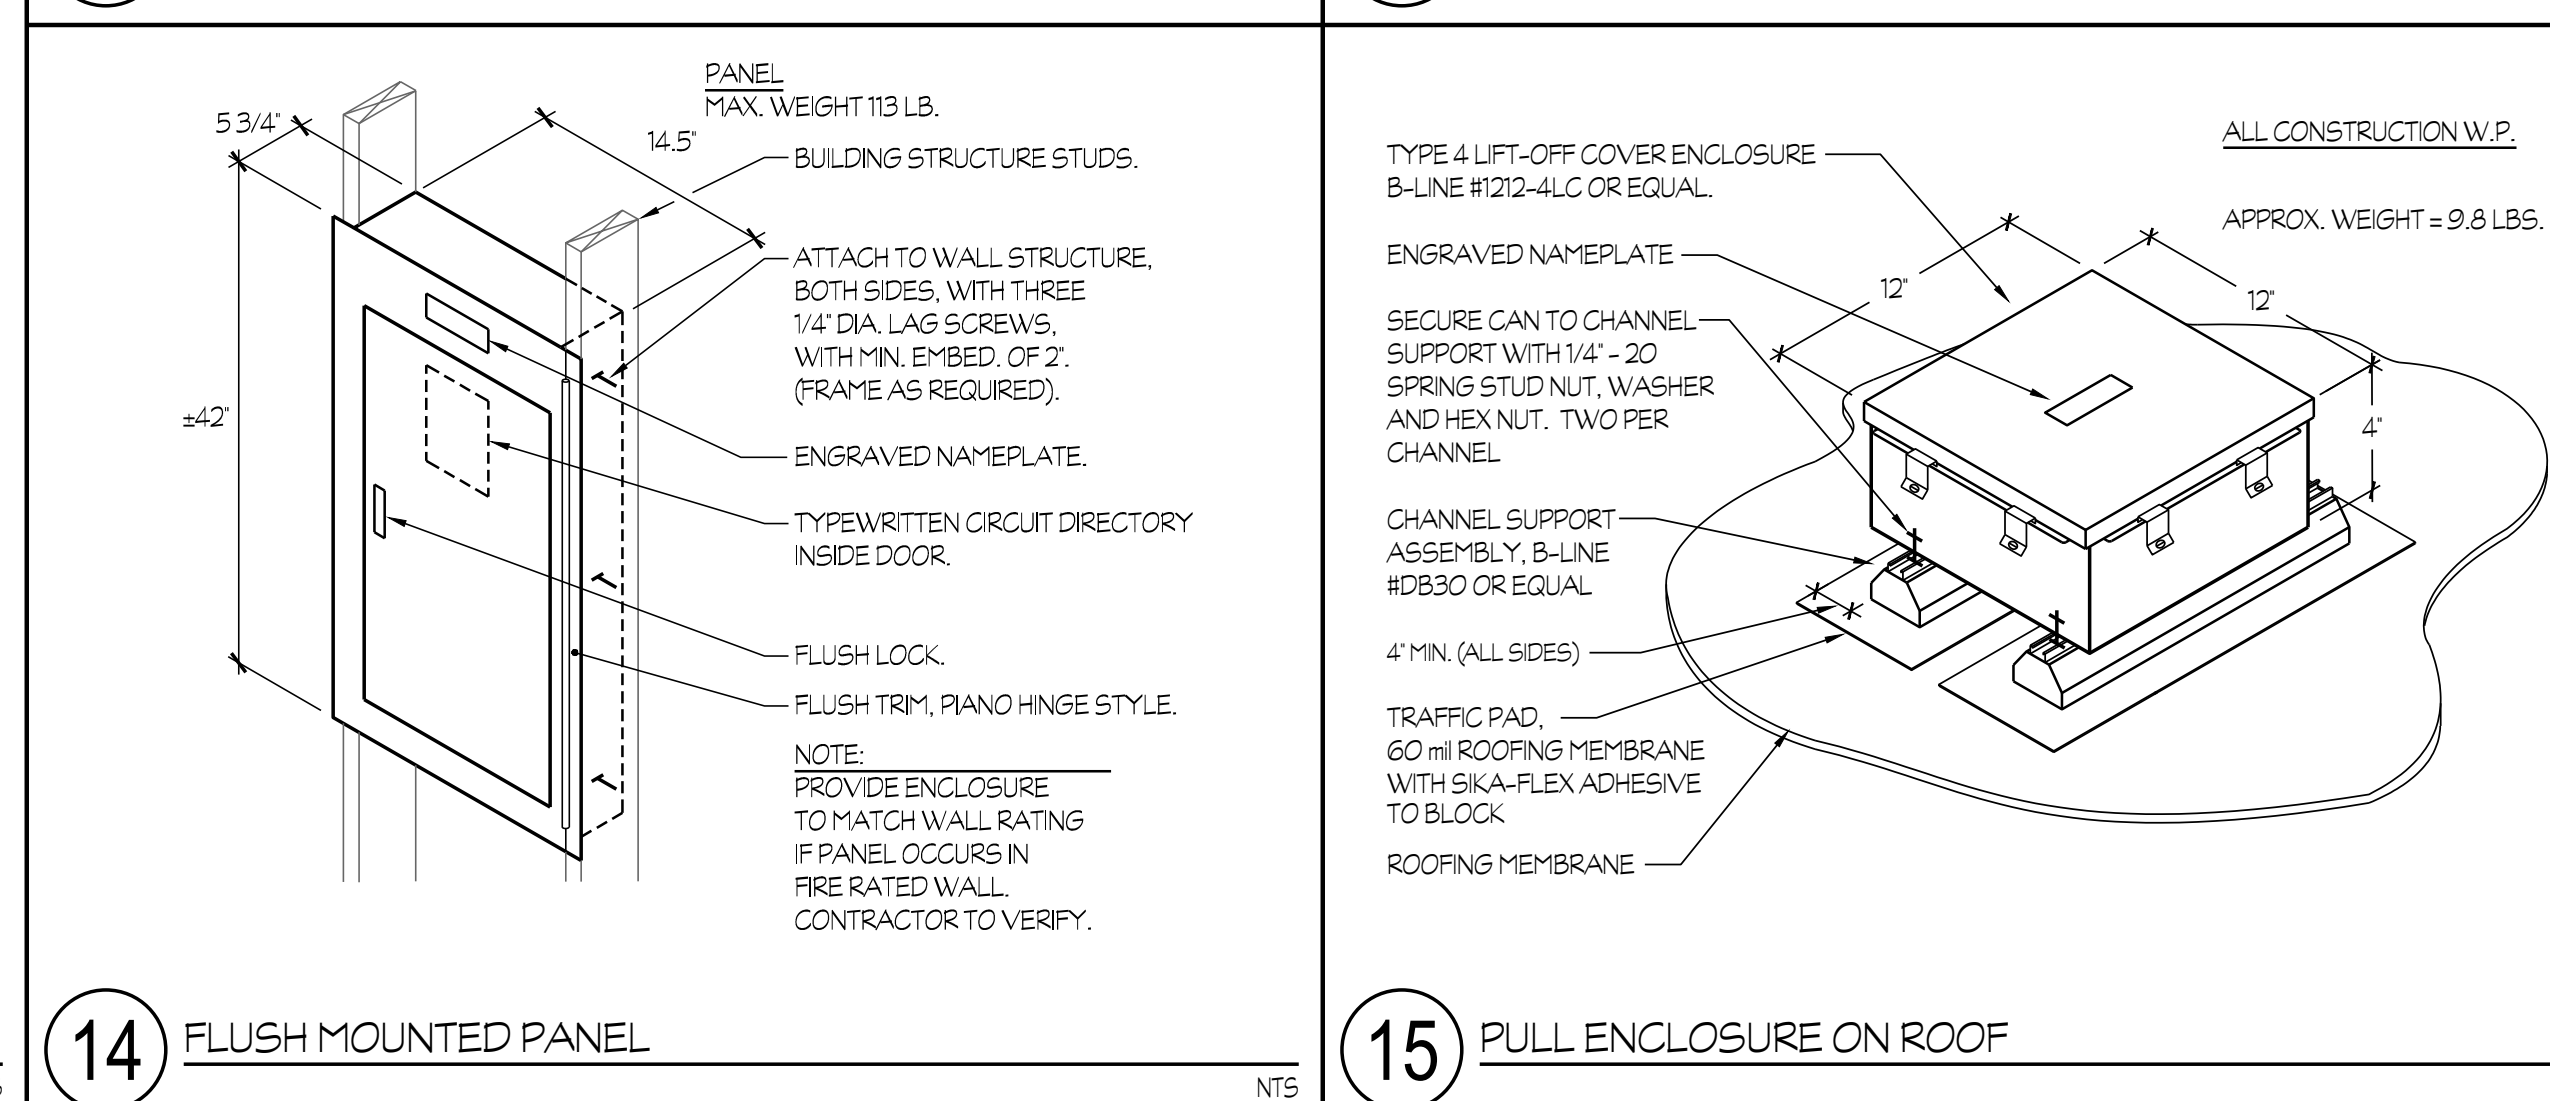 PANEL
MAX. WEIGHT 113 LB.
5 3/4"
14.5"
±42"
BUILDING STRUCTURE STUDS.
ATTACH TO WALL STRUCTURE,
BOTH SIDES, WITH THREE
1/4" DIA. LAG SCREWS,
WITH MIN. EMBED. OF 2".
(FRAME AS REQUIRED).
ENGRAVED NAMEPLATE.
TYPEWRITTEN CIRCUIT DIRECTORY
INSIDE DOOR.
FLUSH LOCK.
FLUSH TRIM, PIANO HINGE STYLE.
NOTE:
PROVIDE ENCLOSURE
TO MATCH WALL RATING
IF PANEL OCCURS IN
FIRE RATED WALL.
CONTRACTOR TO VERIFY.
14
FLUSH MOUNTED PANEL
NTS
ALL CONSTRUCTION W.P.
APPROX. WEIGHT = 9.8 LBS.
TYPE 4 LIFT-OFF COVER ENCLOSURE
B-LINE #1212-4LC OR EQUAL.
ENGRAVED NAMEPLATE
SECURE CAN TO CHANNEL
SUPPORT WITH 1/4" - 20
SPRING STUD NUT, WASHER
AND HEX NUT. TWO PER
CHANNEL
CHANNEL SUPPORT
ASSEMBLY, B-LINE
#DB30 OR EQUAL
4" MIN. (ALL SIDES)
TRAFFIC PAD,
60 mil ROOFING MEMBRANE
WITH SIKA-FLEX ADHESIVE
TO BLOCK
ROOFING MEMBRANE
12"
12"
4"
15
PULL ENCLOSURE ON ROOF